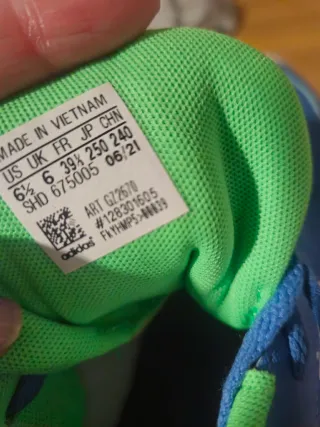 MADE IN VIETNAM
US UK FR JP CHN
6½ 6 39⅓ 250 240
SHD 675005 06/21
ART GZ2670
#128301605
adidas